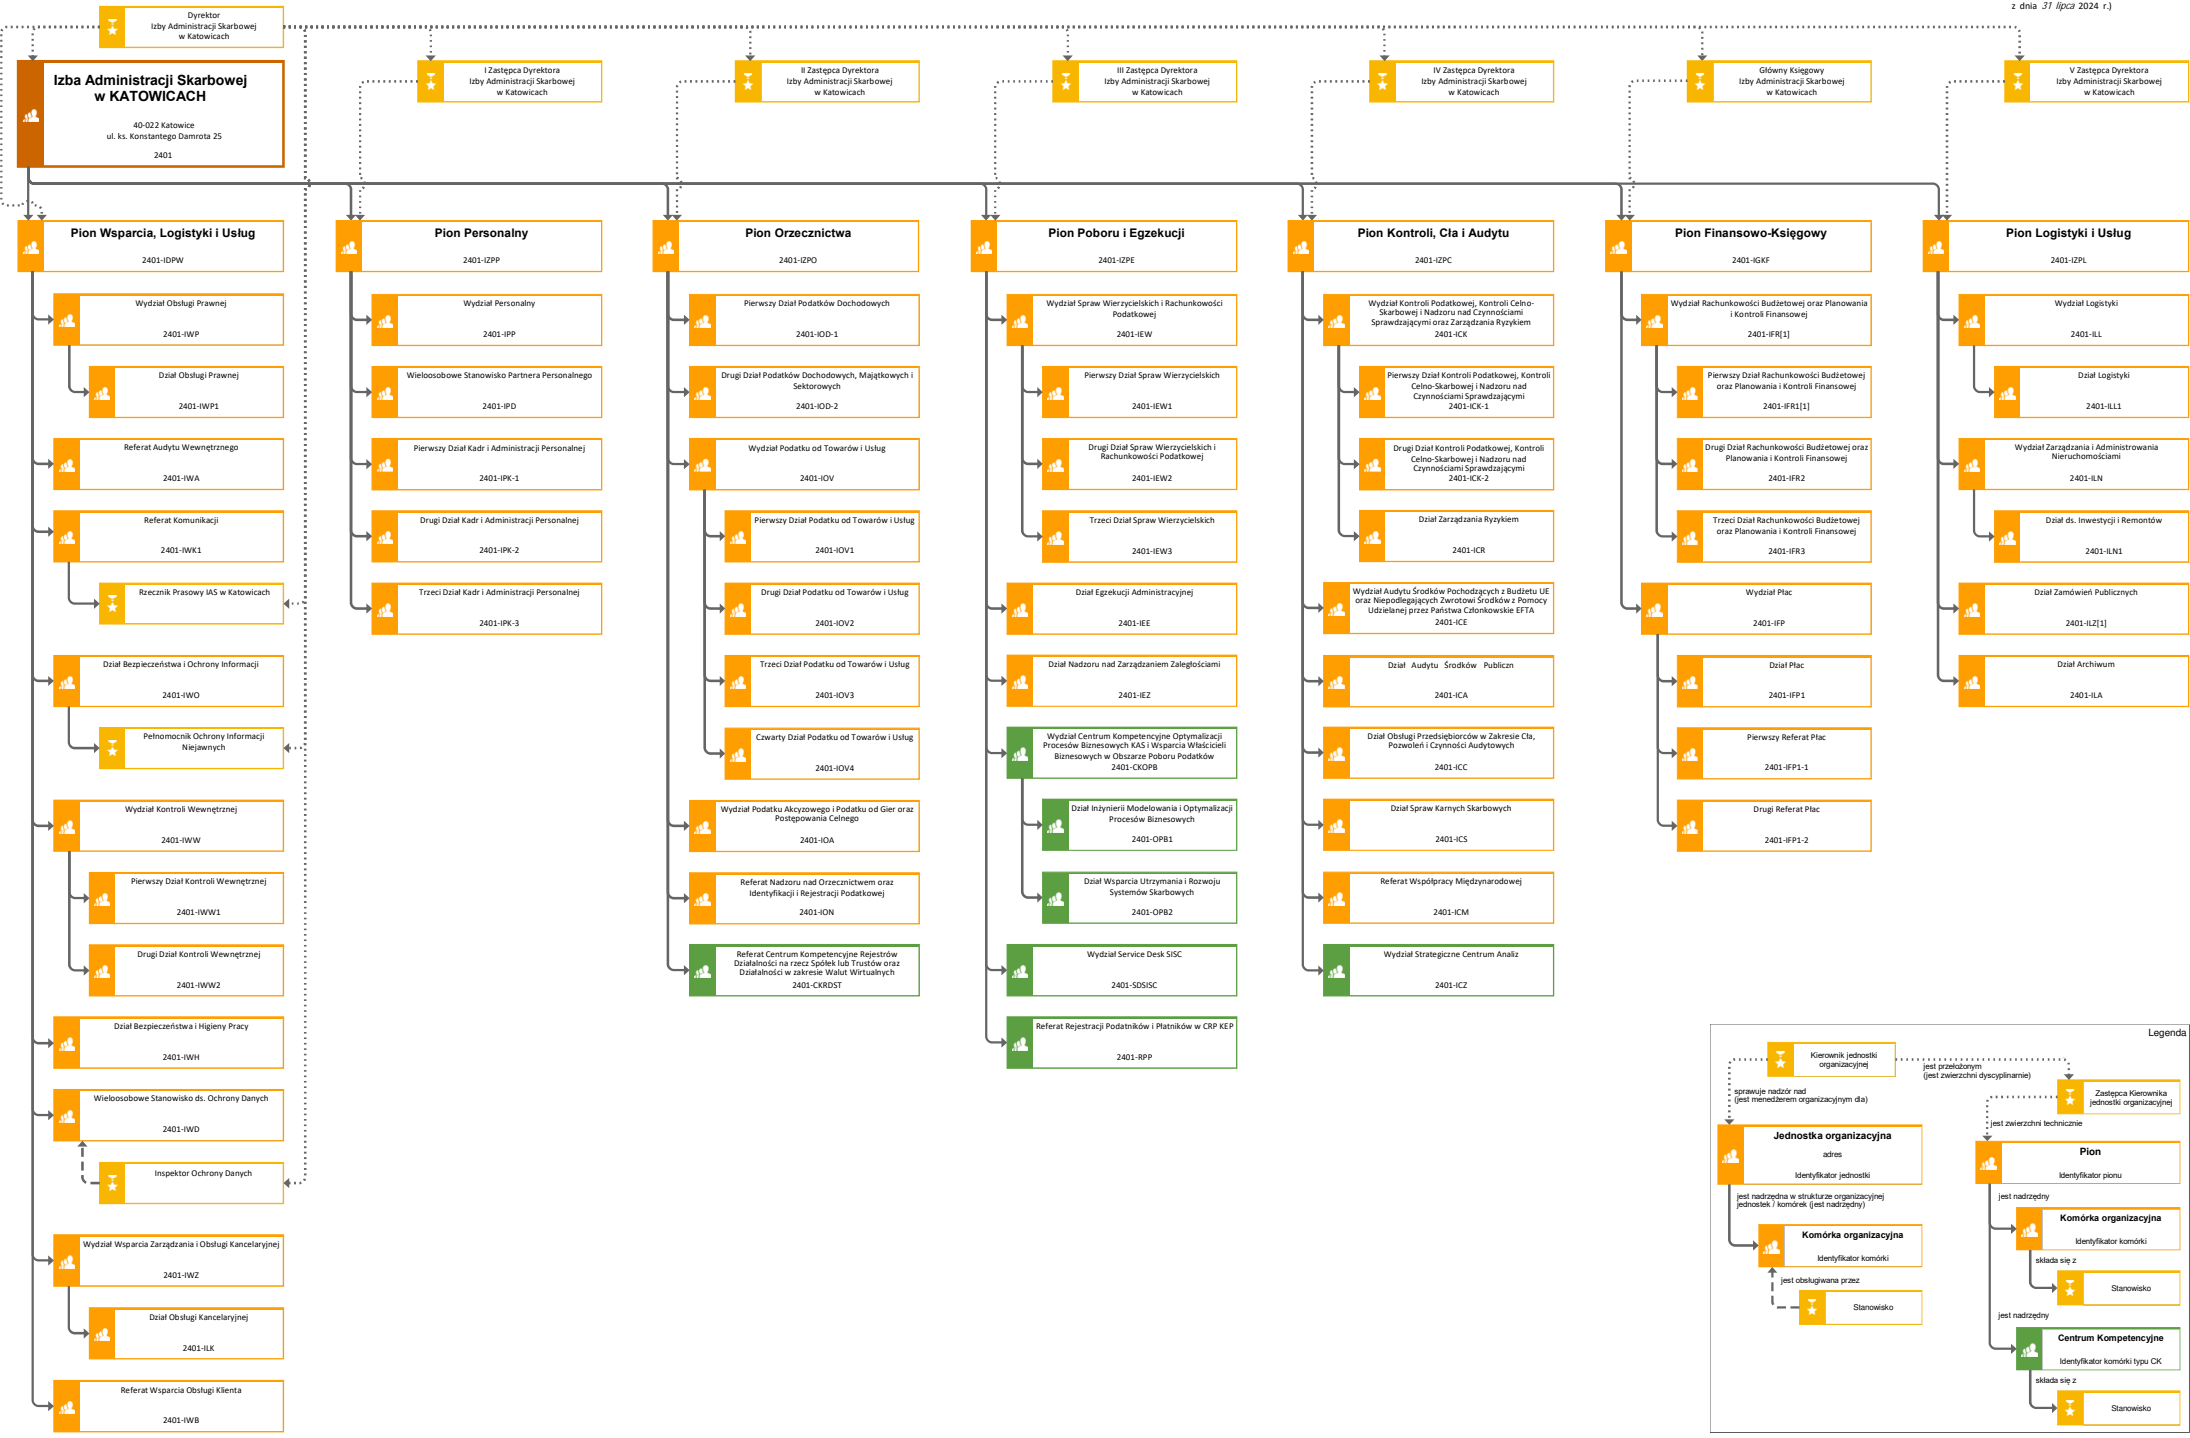 z dnia 31 lipca 2024 r.)
Dyrektor
Izby Administracji Skarbowej
w Katowicach
Izba Administracji Skarbowej
w KATOWICACH
40-022 Katowice
ul. ks. Konstantego Damrota 25
2401
I Zastępca Dyrektora
Izby Administracji Skarbowej
w Katowicach
II Zastępca Dyrektora
Izby Administracji Skarbowej
w Katowicach
III Zastępca Dyrektora
Izby Administracji Skarbowej
w Katowicach
IV Zastępca Dyrektora
Izby Administracji Skarbowej
w Katowicach
Główny Księgowy
Izby Administracji Skarbowej
w Katowicach
V Zastępca Dyrektora
Izby Administracji Skarbowej
w Katowicach
Pion Wsparcia, Logistyki i Usług
2401-IDPW
Wydział Obsługi Prawnej
2401-IWP
Dział Obsługi Prawnej
2401-IWP1
Referat Audytu Wewnętrznego
2401-IWA
Referat Komunikacji
2401-IWK1
Rzecznik Prasowy IAS w Katowicach
Dział Bezpieczeństwa i Ochrony Informacji
2401-IWO
Pełnomocnik Ochrony Informacji
Niejawnych
Wydział Kontroli Wewnętrznej
2401-IWW
Pierwszy Dział Kontroli Wewnętrznej
2401-IWW1
Drugi Dział Kontroli Wewnętrznej
2401-IWW2
Dział Bezpieczeństwa i Higieny Pracy
2401-IWH
Wieloosobowe Stanowisko ds. Ochrony Danych
2401-IWD
Inspektor Ochrony Danych
Wydział Wsparcia Zarządzania i Obsługi Kancelaryjnej
2401-IWZ
Dział Obsługi Kancelaryjnej
2401-ILK
Referat Wsparcia Obsługi Klienta
2401-IWB
Pion Personalny
2401-IZPP
Wydział Personalny
2401-IPP
Wieloosobowe Stanowisko Partnera Personalnego
2401-IPD
Pierwszy Dział Kadr i Administracji Personalnej
2401-IPK-1
Drugi Dział Kadr i Administracji Personalnej
2401-IPK-2
Trzeci Dział Kadr i Administracji Personalnej
2401-IPK-3
Pion Orzecznictwa
2401-IZPO
Pierwszy Dział Podatków Dochodowych
2401-IOD-1
Drugi Dział Podatków Dochodowych, Majątkowych i
Sektorowych
2401-IOD-2
Wydział Podatku od Towarów i Usług
2401-IOV
Pierwszy Dział Podatku od Towarów i Usług
2401-IOV1
Drugi Dział Podatku od Towarów i Usług
2401-IOV2
Trzeci Dział Podatku od Towarów i Usług
2401-IOV3
Czwarty Dział Podatku od Towarów i Usług
2401-IOV4
Wydział Podatku Akcyzowego i Podatku od Gier oraz
Postępowania Celnego
2401-IOA
Referat Nadzoru nad Orzecznictwem oraz
Identyfikacji i Rejestracji Podatkowej
2401-ION
Referat Centrum Kompetencyjne Rejestrów
Działalności na rzecz Spółek lub Trustów oraz
Działalności w zakresie Walut Wirtualnych
2401-CKRDST
Pion Poboru i Egzekucji
2401-IZPE
Wydział Spraw Wierzycielskich i Rachunkowości
Podatkowej
2401-IEW
Pierwszy Dział Spraw Wierzycielskich
2401-IEW1
Drugi Dział Spraw Wierzycielskich i
Rachunkowości Podatkowej
2401-IEW2
Trzeci Dział Spraw Wierzycielskich
2401-IEW3
Dział Egzekucji Administracyjnej
2401-IEE
Dział Nadzoru nad Zarządzaniem Zaległościami
2401-IEZ
Wydział Centrum Kompetencyjne Optymalizacji
Procesów Biznesowych KAS i Wsparcia Właścicieli
Biznesowych w Obszarze Poboru Podatków
2401-CKOPB
Dział Inżynierii Modelowania i Optymalizacji
Procesów Biznesowych
2401-OPB1
Dział Wsparcia Utrzymania i Rozwoju
Systemów Skarbowych
2401-OPB2
Wydział Service Desk SISC
2401-SDSISC
Referat Rejestracji Podatników i Płatników w CRP KEP
2401-RPP
Pion Kontroli, Cła i Audytu
2401-IZPC
Wydział Kontroli Podatkowej, Kontroli Celno-
Skarbowej i Nadzoru nad Czynnościami
Sprawdzającymi oraz Zarządzania Ryzykiem
2401-ICK
Pierwszy Dział Kontroli Podatkowej, Kontroli
Celno-Skarbowej i Nadzoru nad
Czynnościami Sprawdzającymi
2401-ICK-1
Drugi Dział Kontroli Podatkowej, Kontroli
Celno-Skarbowej i Nadzoru nad
Czynnościami Sprawdzającymi
2401-ICK-2
Dział Zarządzania Ryzykiem
2401-ICR
Wydział Audytu Środków Pochodzących z Budżetu UE
oraz Niepodlegających Zwrotowi Środków z Pomocy
Udzielanej przez Państwa Członkowskie EFTA
2401-ICE
Dział Audytu Środków Publiczn
2401-ICA
Dział Obsługi Przedsiębiorców w Zakresie Cła,
Pozwoleń i Czynności Audytowych
2401-ICC
Dział Spraw Karnych Skarbowych
2401-ICS
Referat Współpracy Międzynarodowej
2401-ICM
Wydział Strategiczne Centrum Analiz
2401-ICZ
Pion Finansowo-Księgowy
2401-IGKF
Wydział Rachunkowości Budżetowej oraz Planowania
i Kontroli Finansowej
2401-IFR[1]
Pierwszy Dział Rachunkowości Budżetowej
oraz Planowania i Kontroli Finansowej
2401-IFR1[1]
Drugi Dział Rachunkowości Budżetowej oraz
Planowania i Kontroli Finansowej
2401-IFR2
Trzeci Dział Rachunkowości Budżetowej
oraz Planowania i Kontroli Finansowej
2401-IFR3
Wydział Płac
2401-IFP
Dział Płac
2401-IFP1
Pierwszy Referat Płac
2401-IFP1-1
Drugi Referat Płac
2401-IFP1-2
Pion Logistyki i Usług
2401-IZPL
Wydział Logistyki
2401-ILL
Dział Logistyki
2401-ILL1
Wydział Zarządzania i Administrowania
Nieruchomościami
2401-ILN
Dział ds. Inwestycji i Remontów
2401-ILN1
Dział Zamówień Publicznych
2401-ILZ[1]
Dział Archiwum
2401-ILA
Legenda
Kierownik jednostki
organizacyjnej
jest przełożonym
(jest zwierzchni dyscyplinarnie)
sprawuje nadzór nad
(jest menedżerem organizacyjnym dla)
Zastępca Kierownika
jednostki organizacyjnej
jest zwierzchni technicznie
Jednostka organizacyjna
adres
Identyfikator jednostki
Pion
Identyfikator pionu
jest nadrzędna w strukturze organizacyjnej
jednostek / komórek (jest nadrzędny)
jest nadrzędny
Komórka organizacyjna
Identyfikator komórki
Komórka organizacyjna
Identyfikator komórki
jest obsługiwana przez
składa się z
Stanowisko
Stanowisko
jest nadrzędny
Centrum Kompetencyjne
Identyfikator komórki typu CK
składa się z
Stanowisko